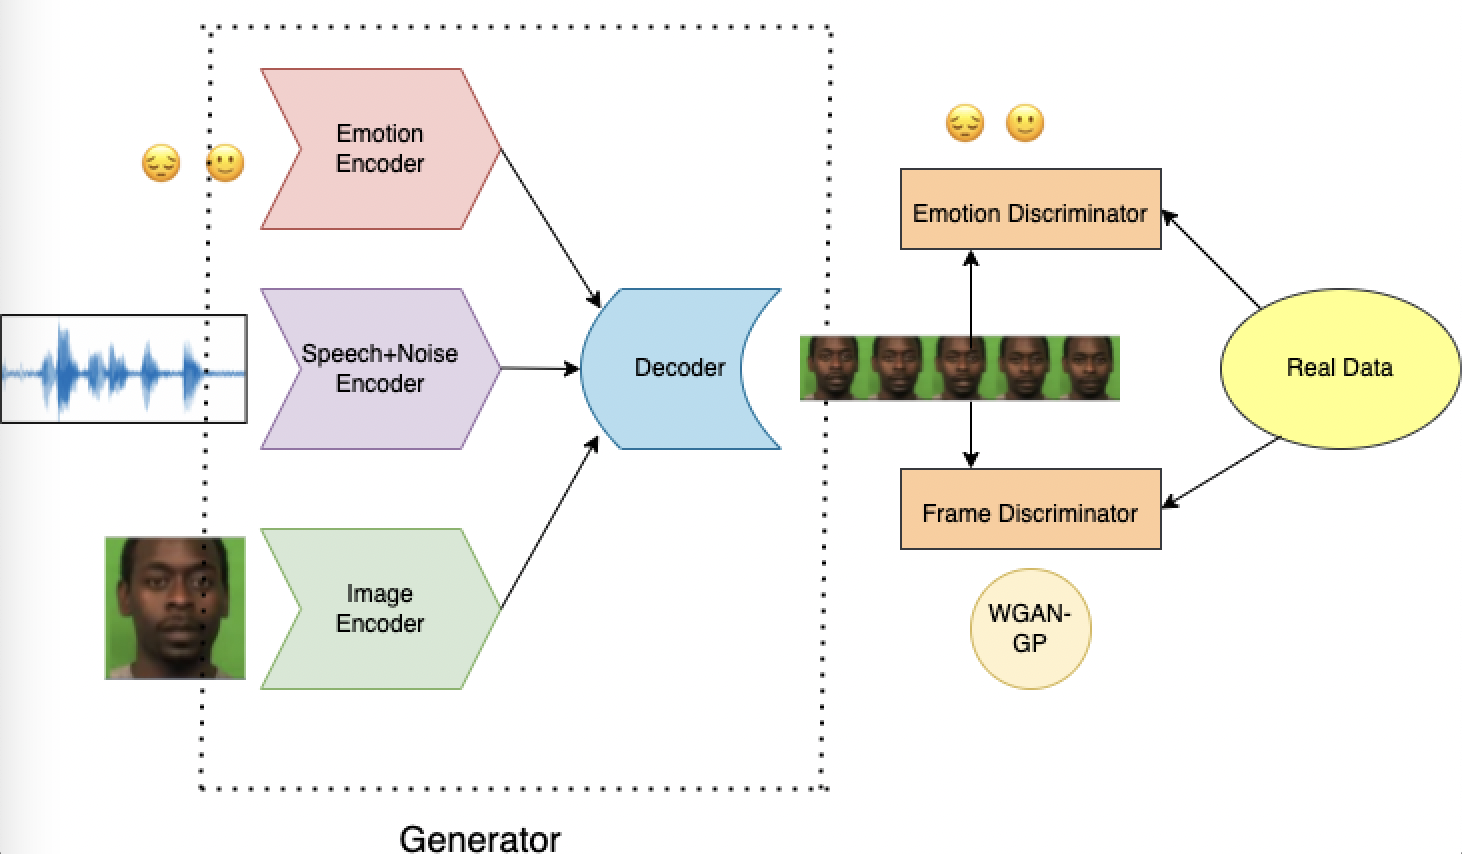 Emotion
Encoder
Emotion Discriminator
Speech+Noise
Encoder
Decoder
Real Data
Frame Discriminator
Image
Encoder
WGAN-
GP
Generator